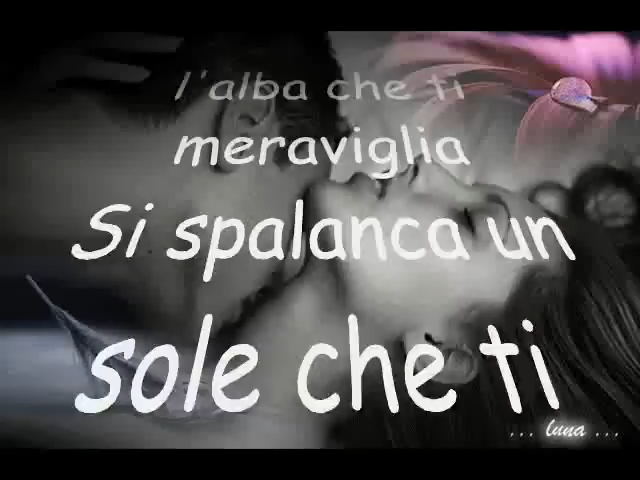 l'alba che ti
meraviglia
Si spalanca un
sole che ti
... luna ...